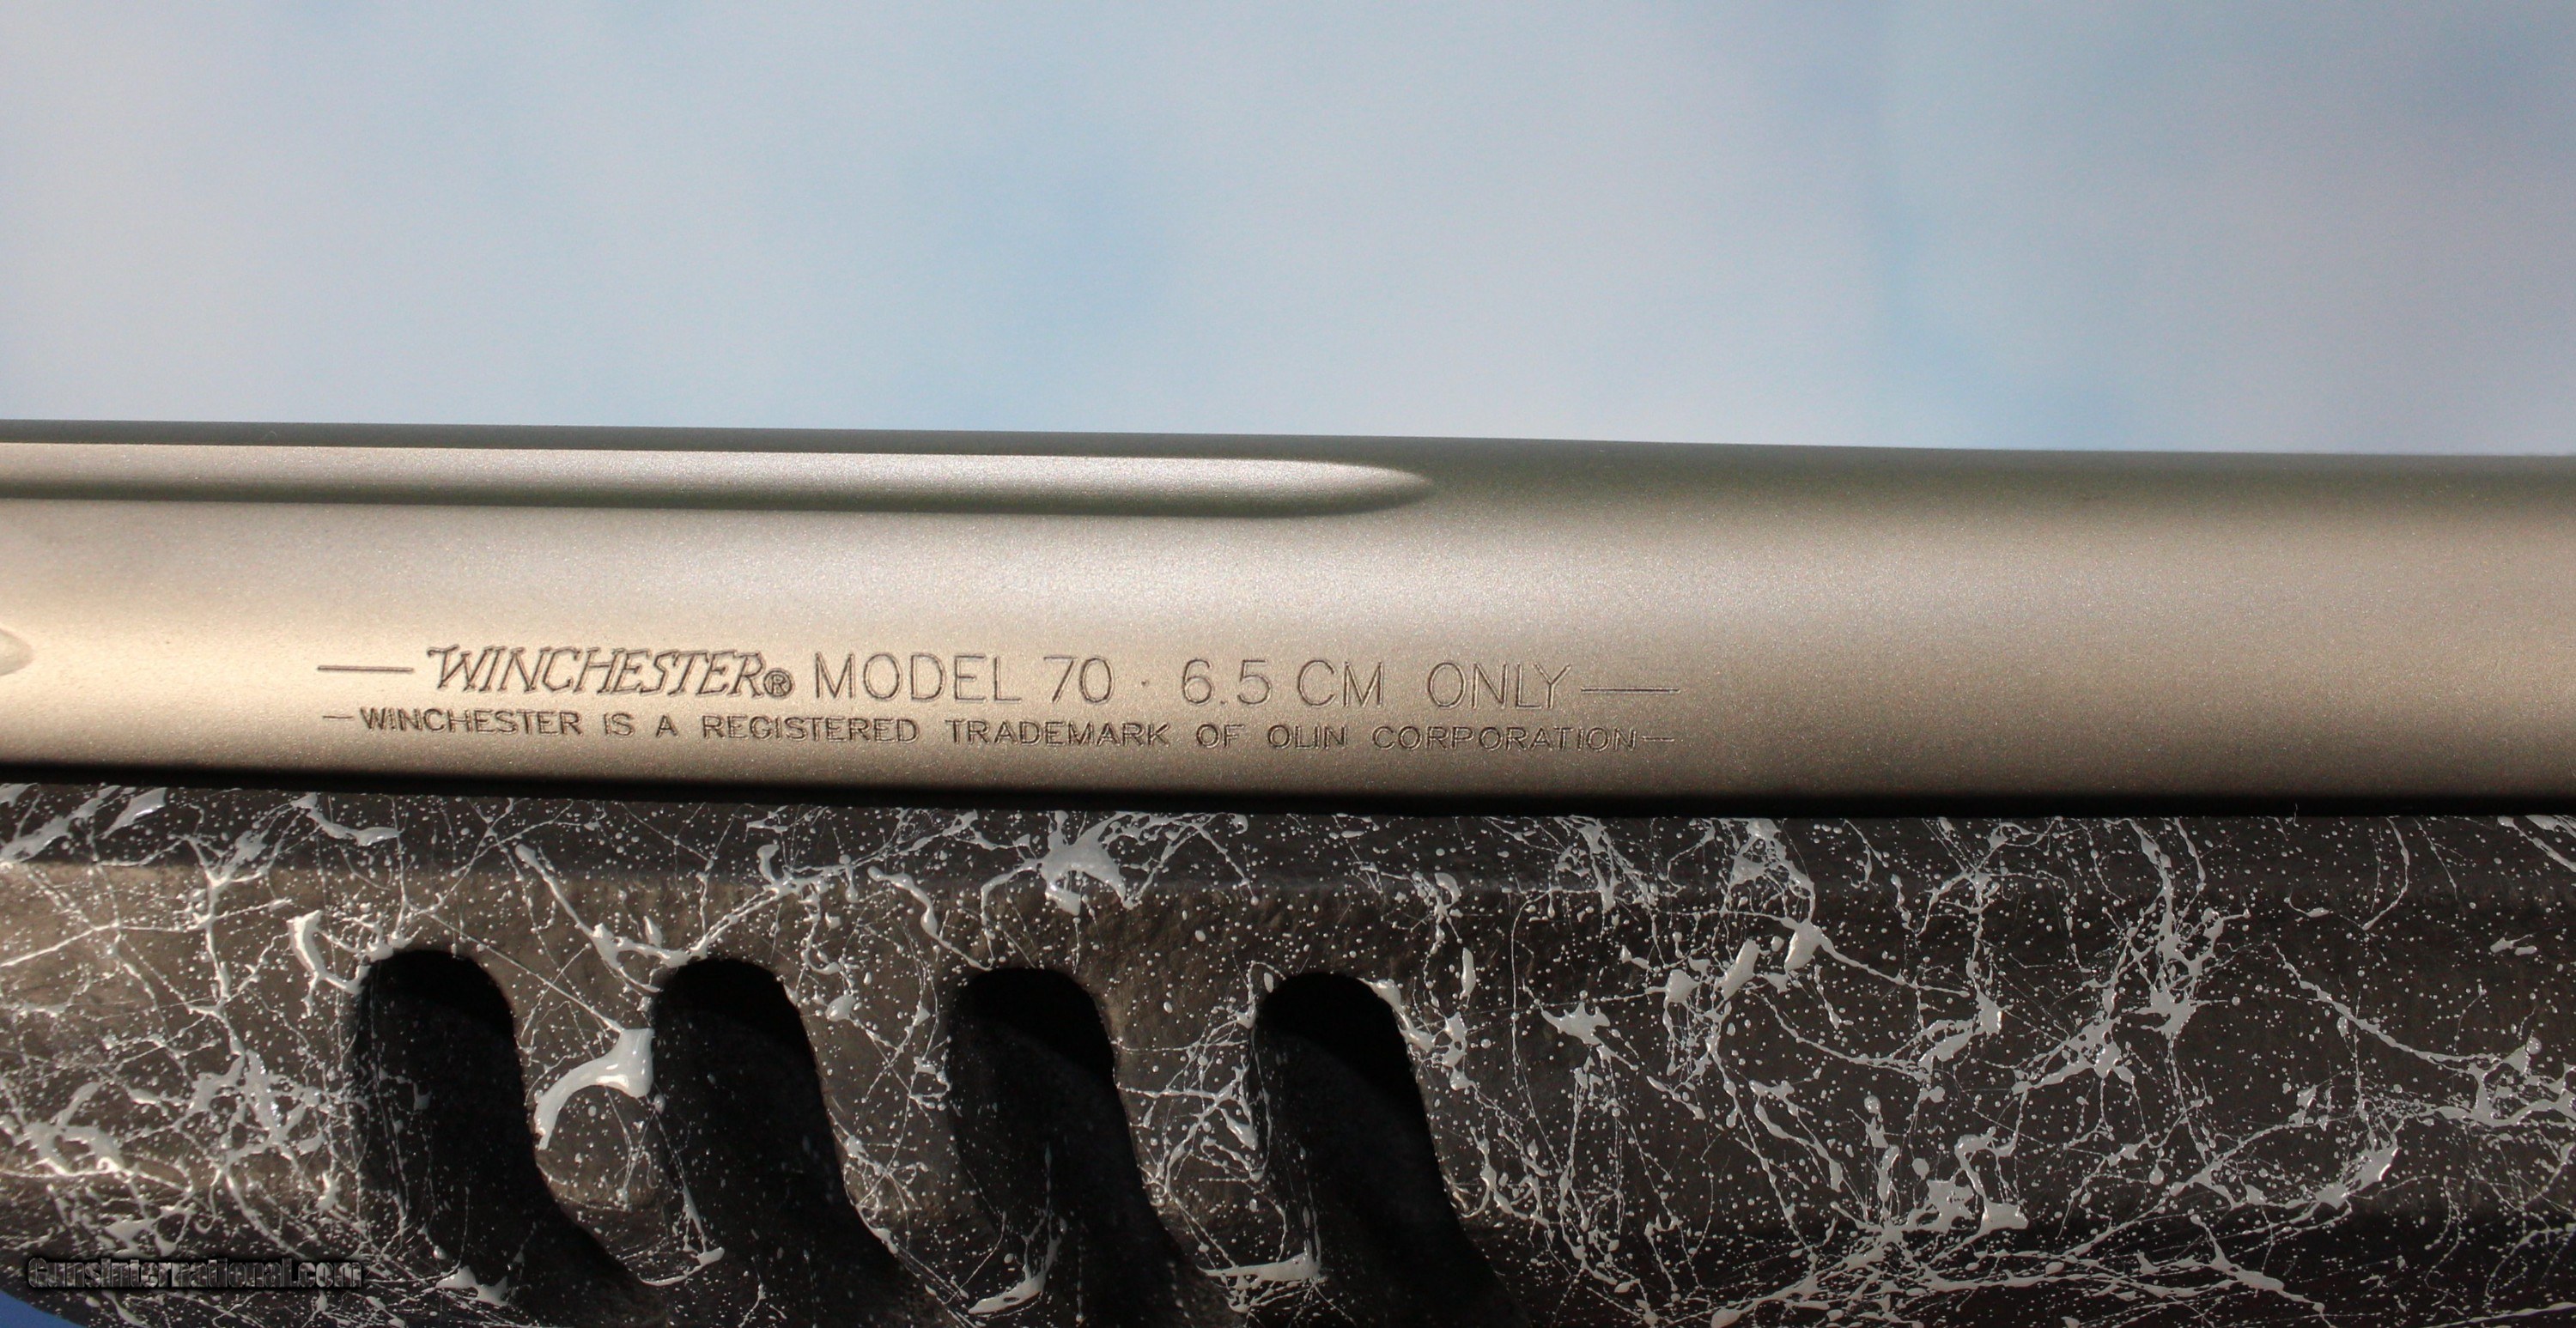 WINCHESTER® MODEL 70 · 6.5 CM ONLY
WINCHESTER IS A REGISTERED TRADEMARK OF OLIN CORPORATION
GunsInternational.com